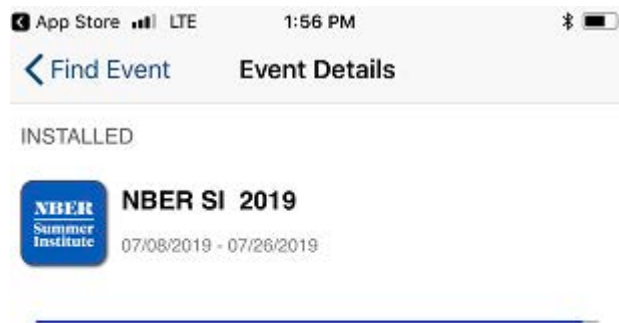 App Store LTE 1:56 PM
Find Event Event Details
INSTALLED
NBER
Summer
Institute
NBER SI 2019
07/08/2019 - 07/26/2019